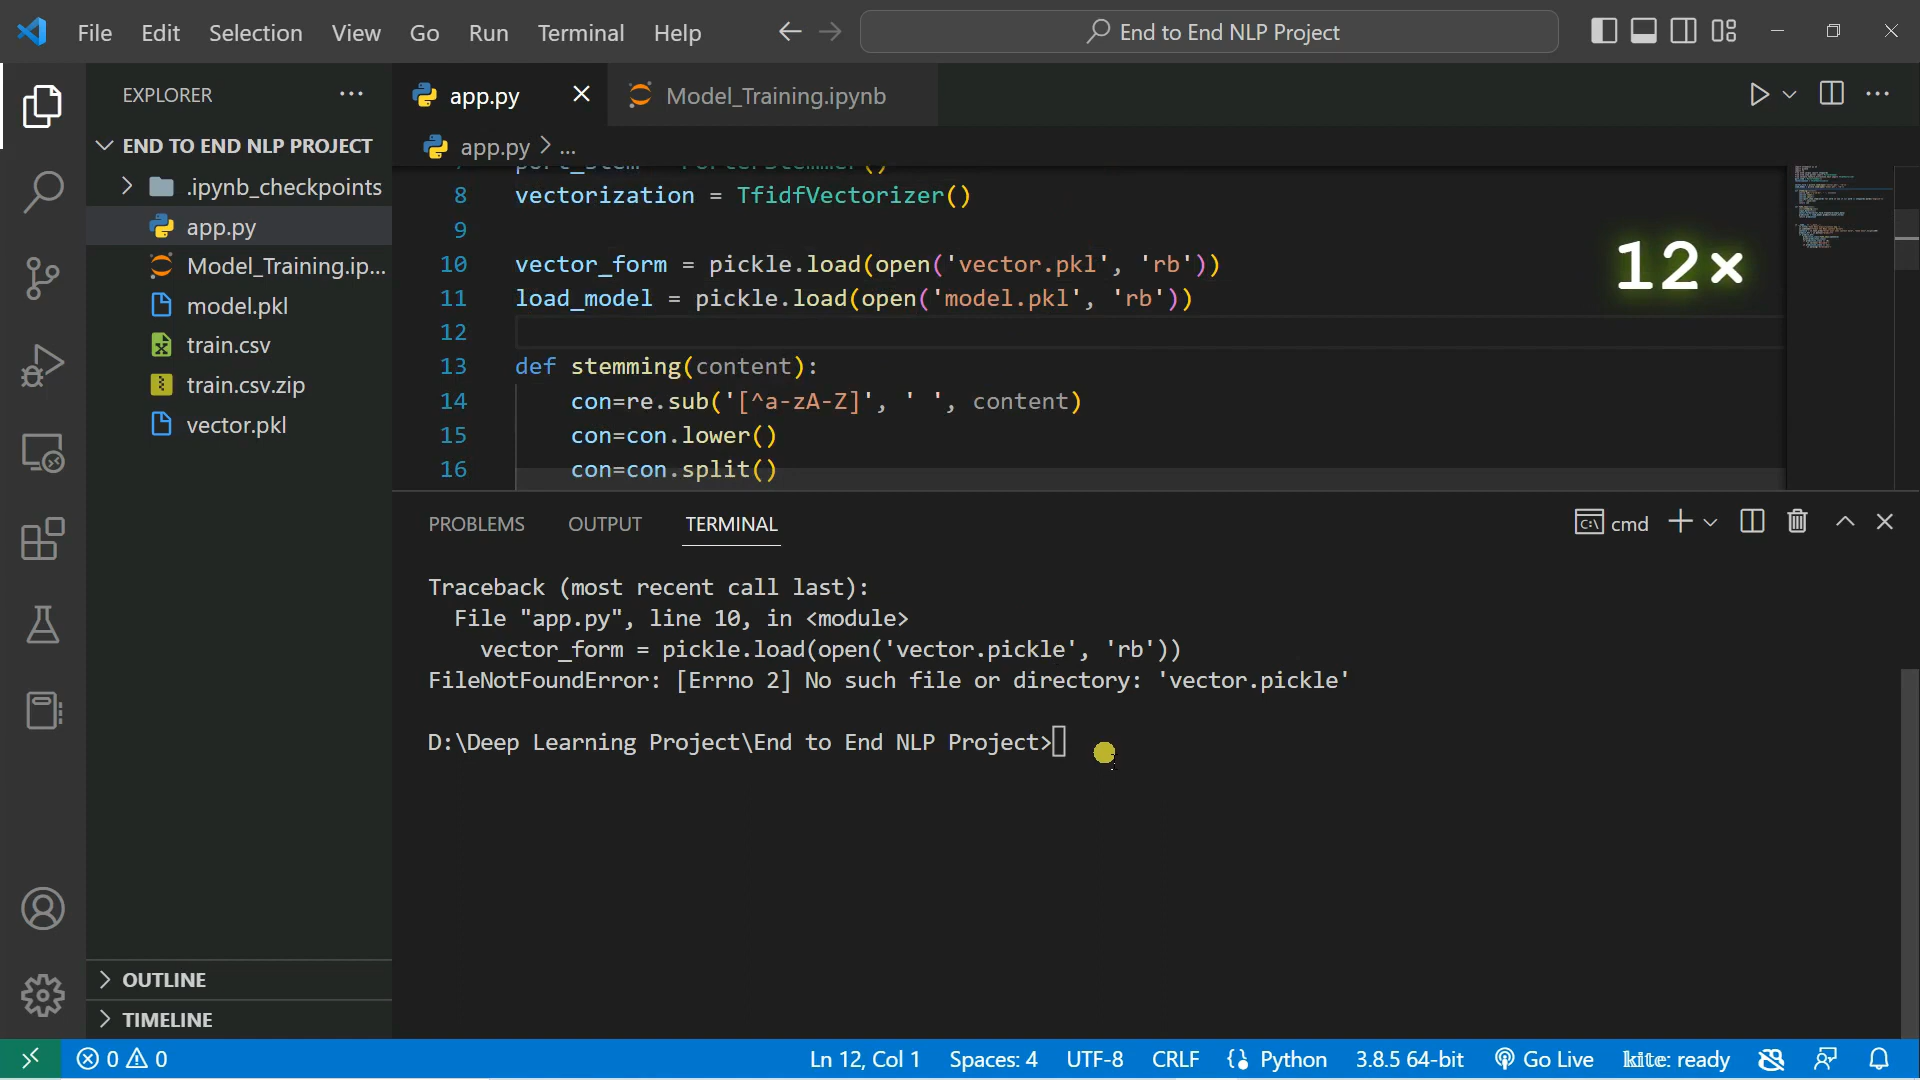 File Edit Selection View Go Run Terminal Help
End to End NLP Project
EXPLORER
END TO END NLP PROJECT
.ipynb_checkpoints
app.py
Model_Training.ip...
model.pkl
train.csv
train.csv.zip
vector.pkl
OUTLINE
TIMELINE
app.py Model_Training.ipynb
app.py > ...
8 vectorization = TfidfVectorizer()
9
10 vector_form = pickle.load(open('vector.pkl', 'rb'))
11 load_model = pickle.load(open('model.pkl', 'rb'))
12
13 def stemming(content):
14 con=re.sub('[^a-zA-Z]', ' ', content)
15 con=con.lower()
16 con=con.split()
12×
PROBLEMS OUTPUT TERMINAL
cmd
Traceback (most recent call last):
File "app.py", line 10, in <module>
vector_form = pickle.load(open('vector.pickle', 'rb'))
FileNotFoundError: [Errno 2] No such file or directory: 'vector.pickle'
D:\Deep Learning Project\End to End NLP Project>
0 0 Ln 12, Col 1 Spaces: 4 UTF-8 CRLF Python 3.8.5 64-bit Go Live kite: ready